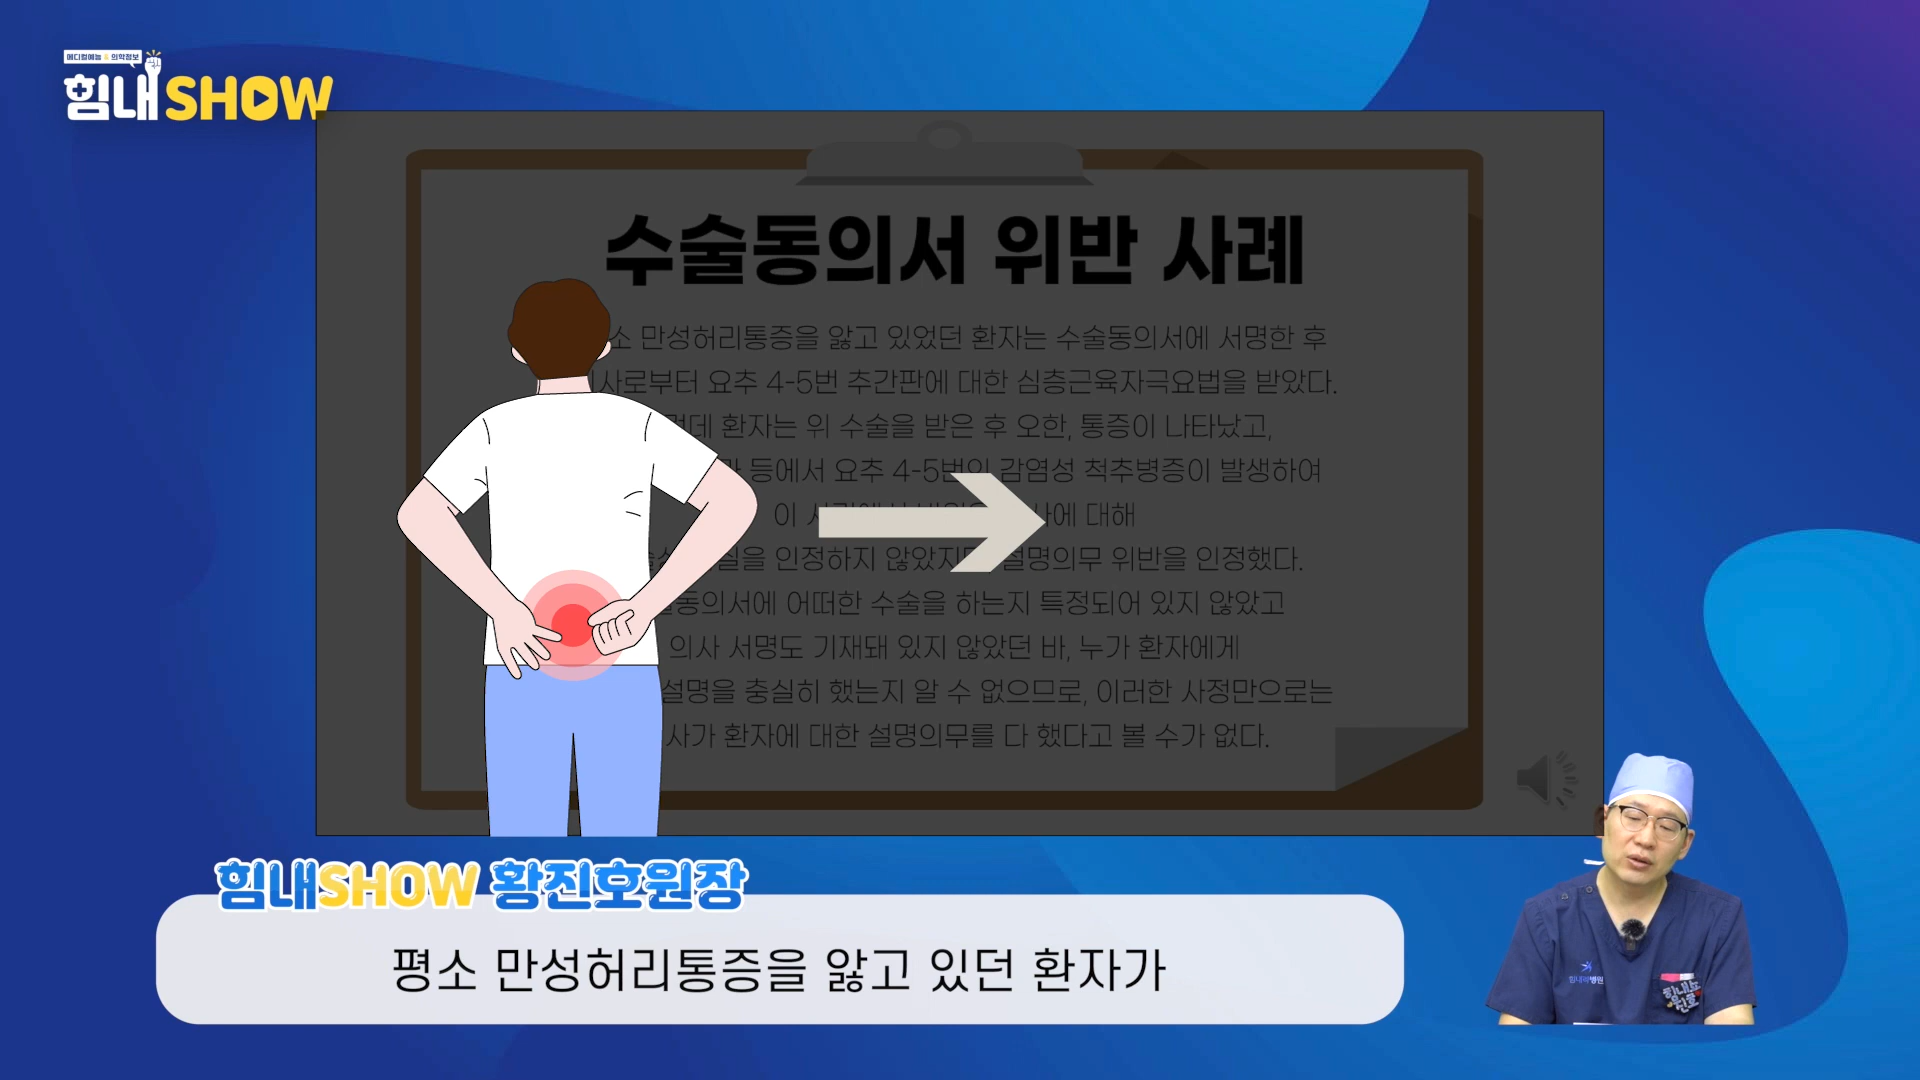 메디컬예능 & 의학정보
힘내SHOW
수술동의서 위반 사례
소 만성허리통증을 앓고 있었던 환자는 수술동의서에 서명한 후
사로부터 요추 4-5번 추간판에 대한 심층근육자극요법을 받았다.
데 환자는 위 수술을 받은 후 오한, 통증이 나타났고,
등에서 요추 4-5번의 감염성 척추병증이 발생하여
이 대해
인정하지 않았지 설명의무 위반을 인정했다.
동의서에 어떠한 수술을 하는지 특정되어 있지 않았고
의사 서명도 기재돼 있지 않았던 바, 누가 환자에게
설명을 충실히 했는지 알 수 없으므로, 이러한 사정만으로는
사가 환자에 대한 설명의무를 다 했다고 볼 수가 없다.
힘내SHOW 황진호원장
평소 만성허리통증을 앓고 있던 환자가